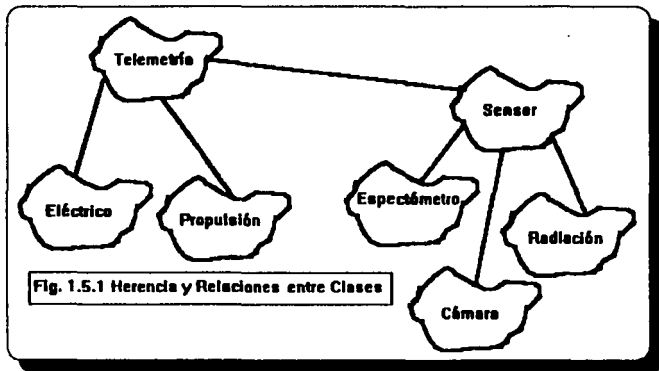 Telemetría
Sensor
Eléctrico
Propulsión
Espectómetro
Radiación
Cámara
Fig. 1.5.1 Herencia y Relaciones entre Clases